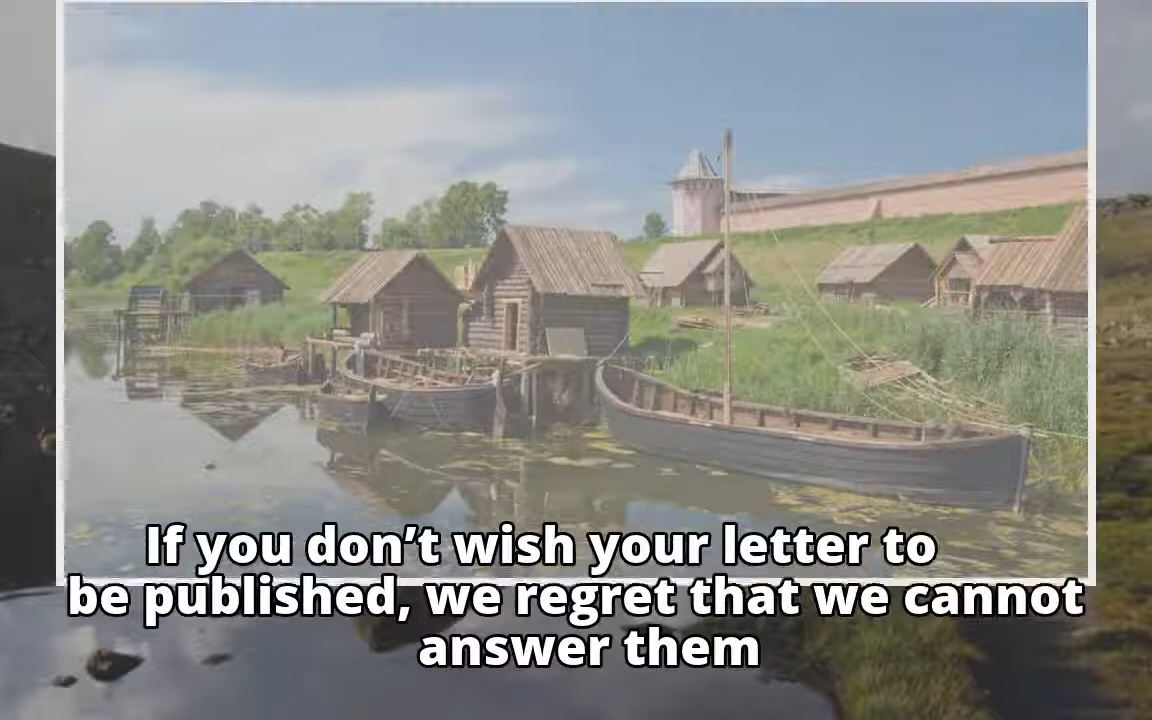 If you don’t wish your letter to
be published, we regret that we cannot
answer them